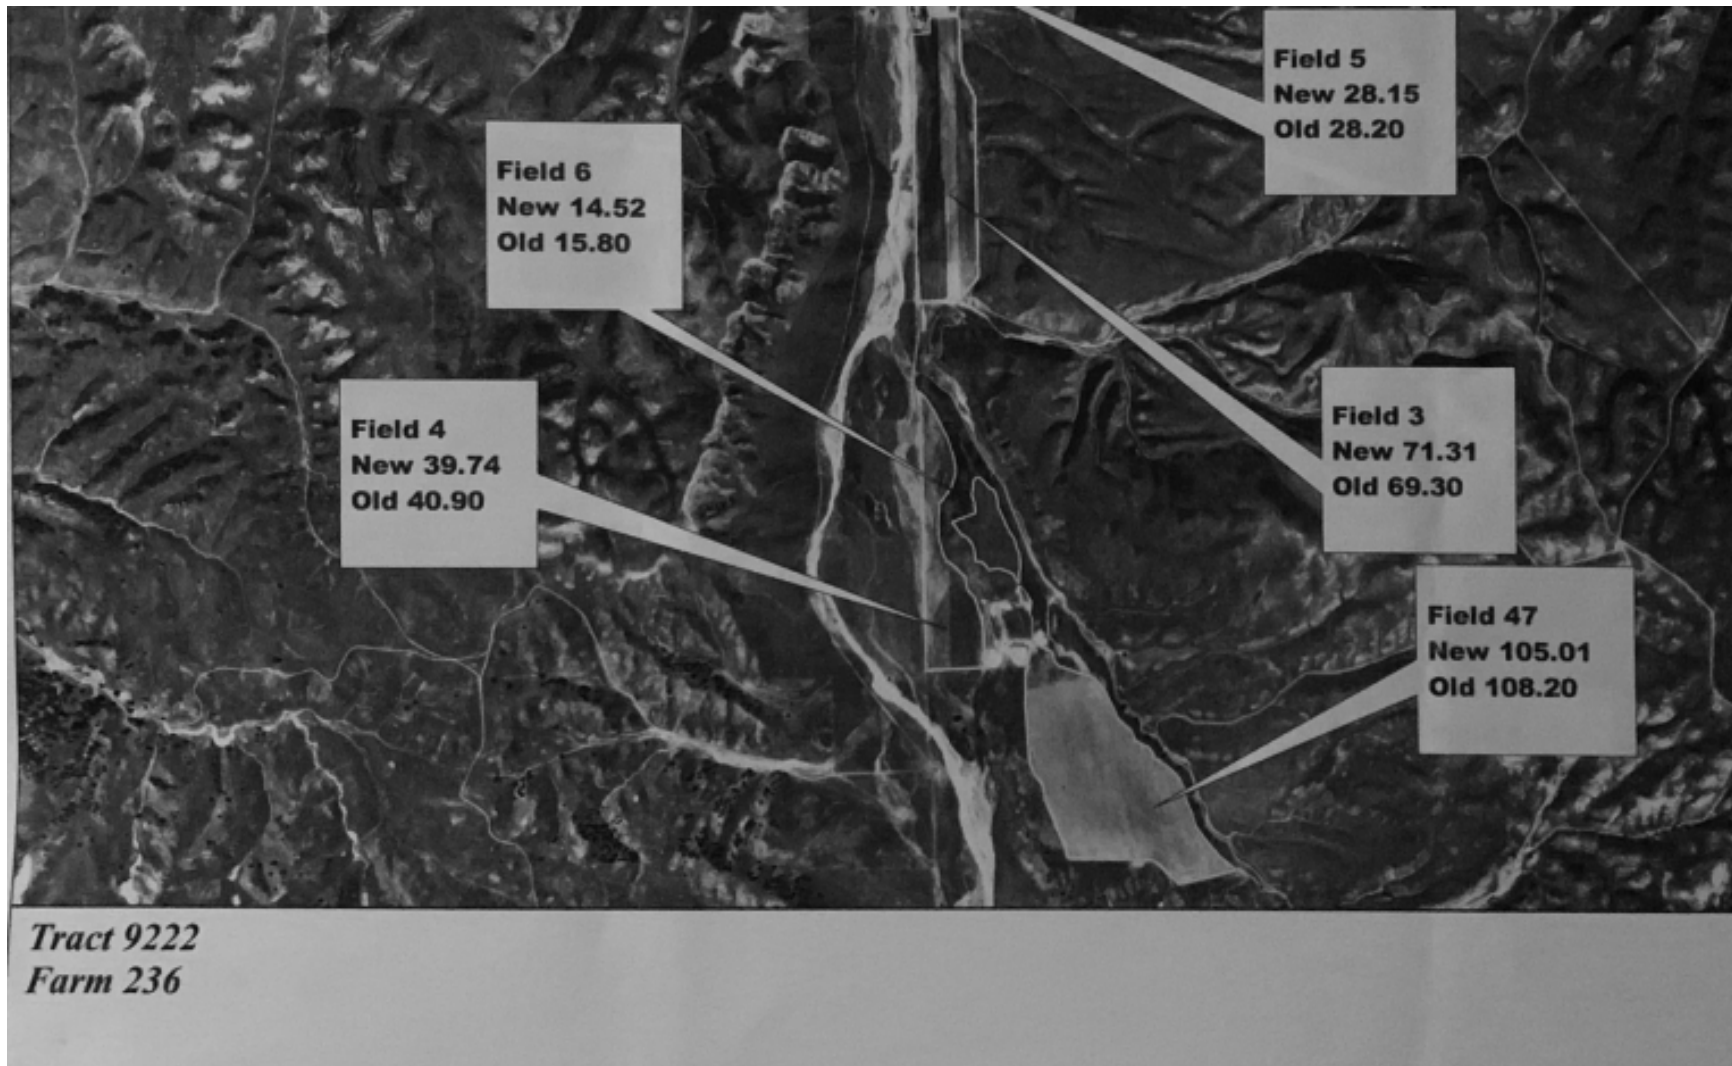 Field 5
New 28.15
Old 28.20
Field 6
New 14.52
Old 15.80
Field 4
New 39.74
Old 40.90
Field 3
New 71.31
Old 69.30
Field 47
New 105.01
Old 108.20
Tract 9222
Farm 236